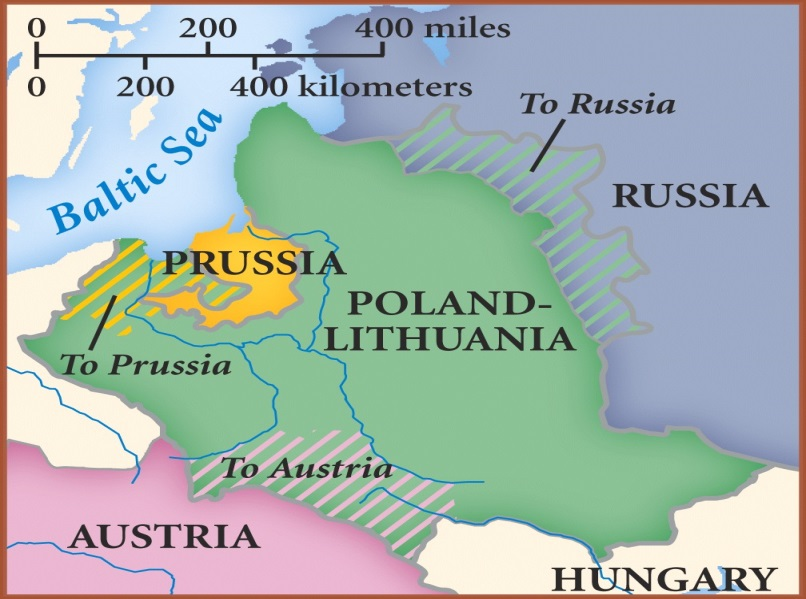 0 200 400 miles
0 200 400 kilometers
To Russia
Baltic Sea
RUSSIA
PRUSSIA
POLAND-
LITHUANIA
To Prussia
To Austria
AUSTRIA
HUNGARY